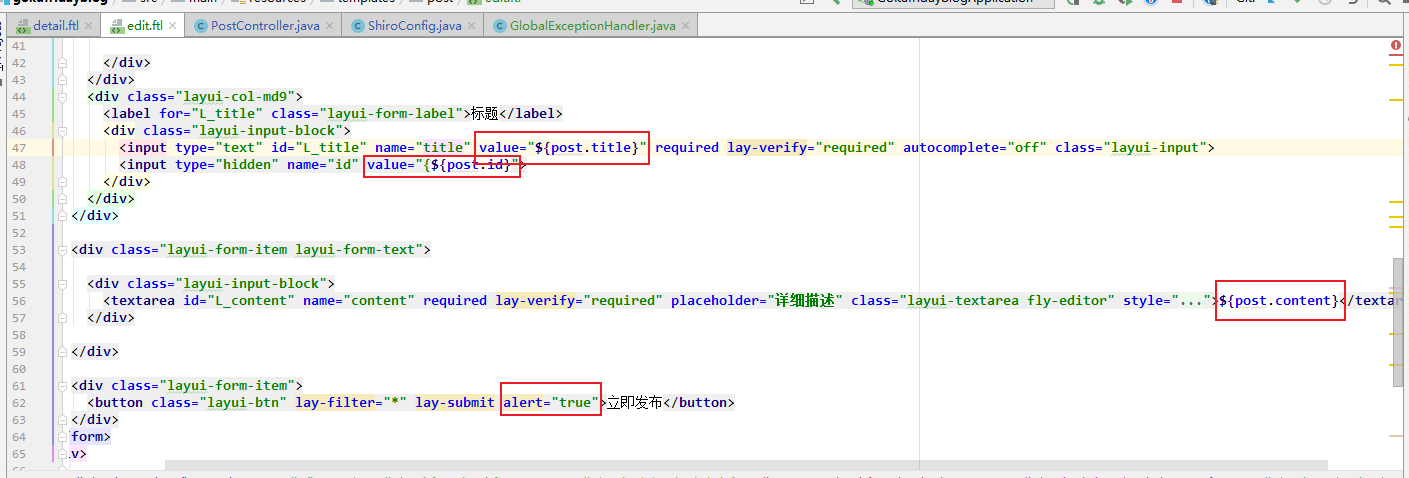 src main resources templates post
detail.ftl edit.ftl PostController.java ShiroConfig.java GlobalExceptionHandler.java
41
42 </div>
43 </div>
44 <div class="layui-col-md9">
45 <label for="L_title" class="layui-form-label">标题</label>
46 <div class="layui-input-block">
47 <input type="text" id="L_title" name="title" value="${post.title}" required lay-verify="required" autocomplete="off" class="layui-input">
48 <input type="hidden" name="id" value="{${post.id}">
49 </div>
50 </div>
51 </div>
52
53 <div class="layui-form-item layui-form-text">
54
55 <div class="layui-input-block">
56 <textarea id="L_content" name="content" required lay-verify="required" placeholder="详细描述" class="layui-textarea fly-editor" style="...">${post.content}</textar
57 </div>
58
59 </div>
60
61 <div class="layui-form-item">
62 <button class="layui-btn" lay-filter="*" lay-submit alert="true">立即发布</button>
63 </div>
64 form>
65 v>